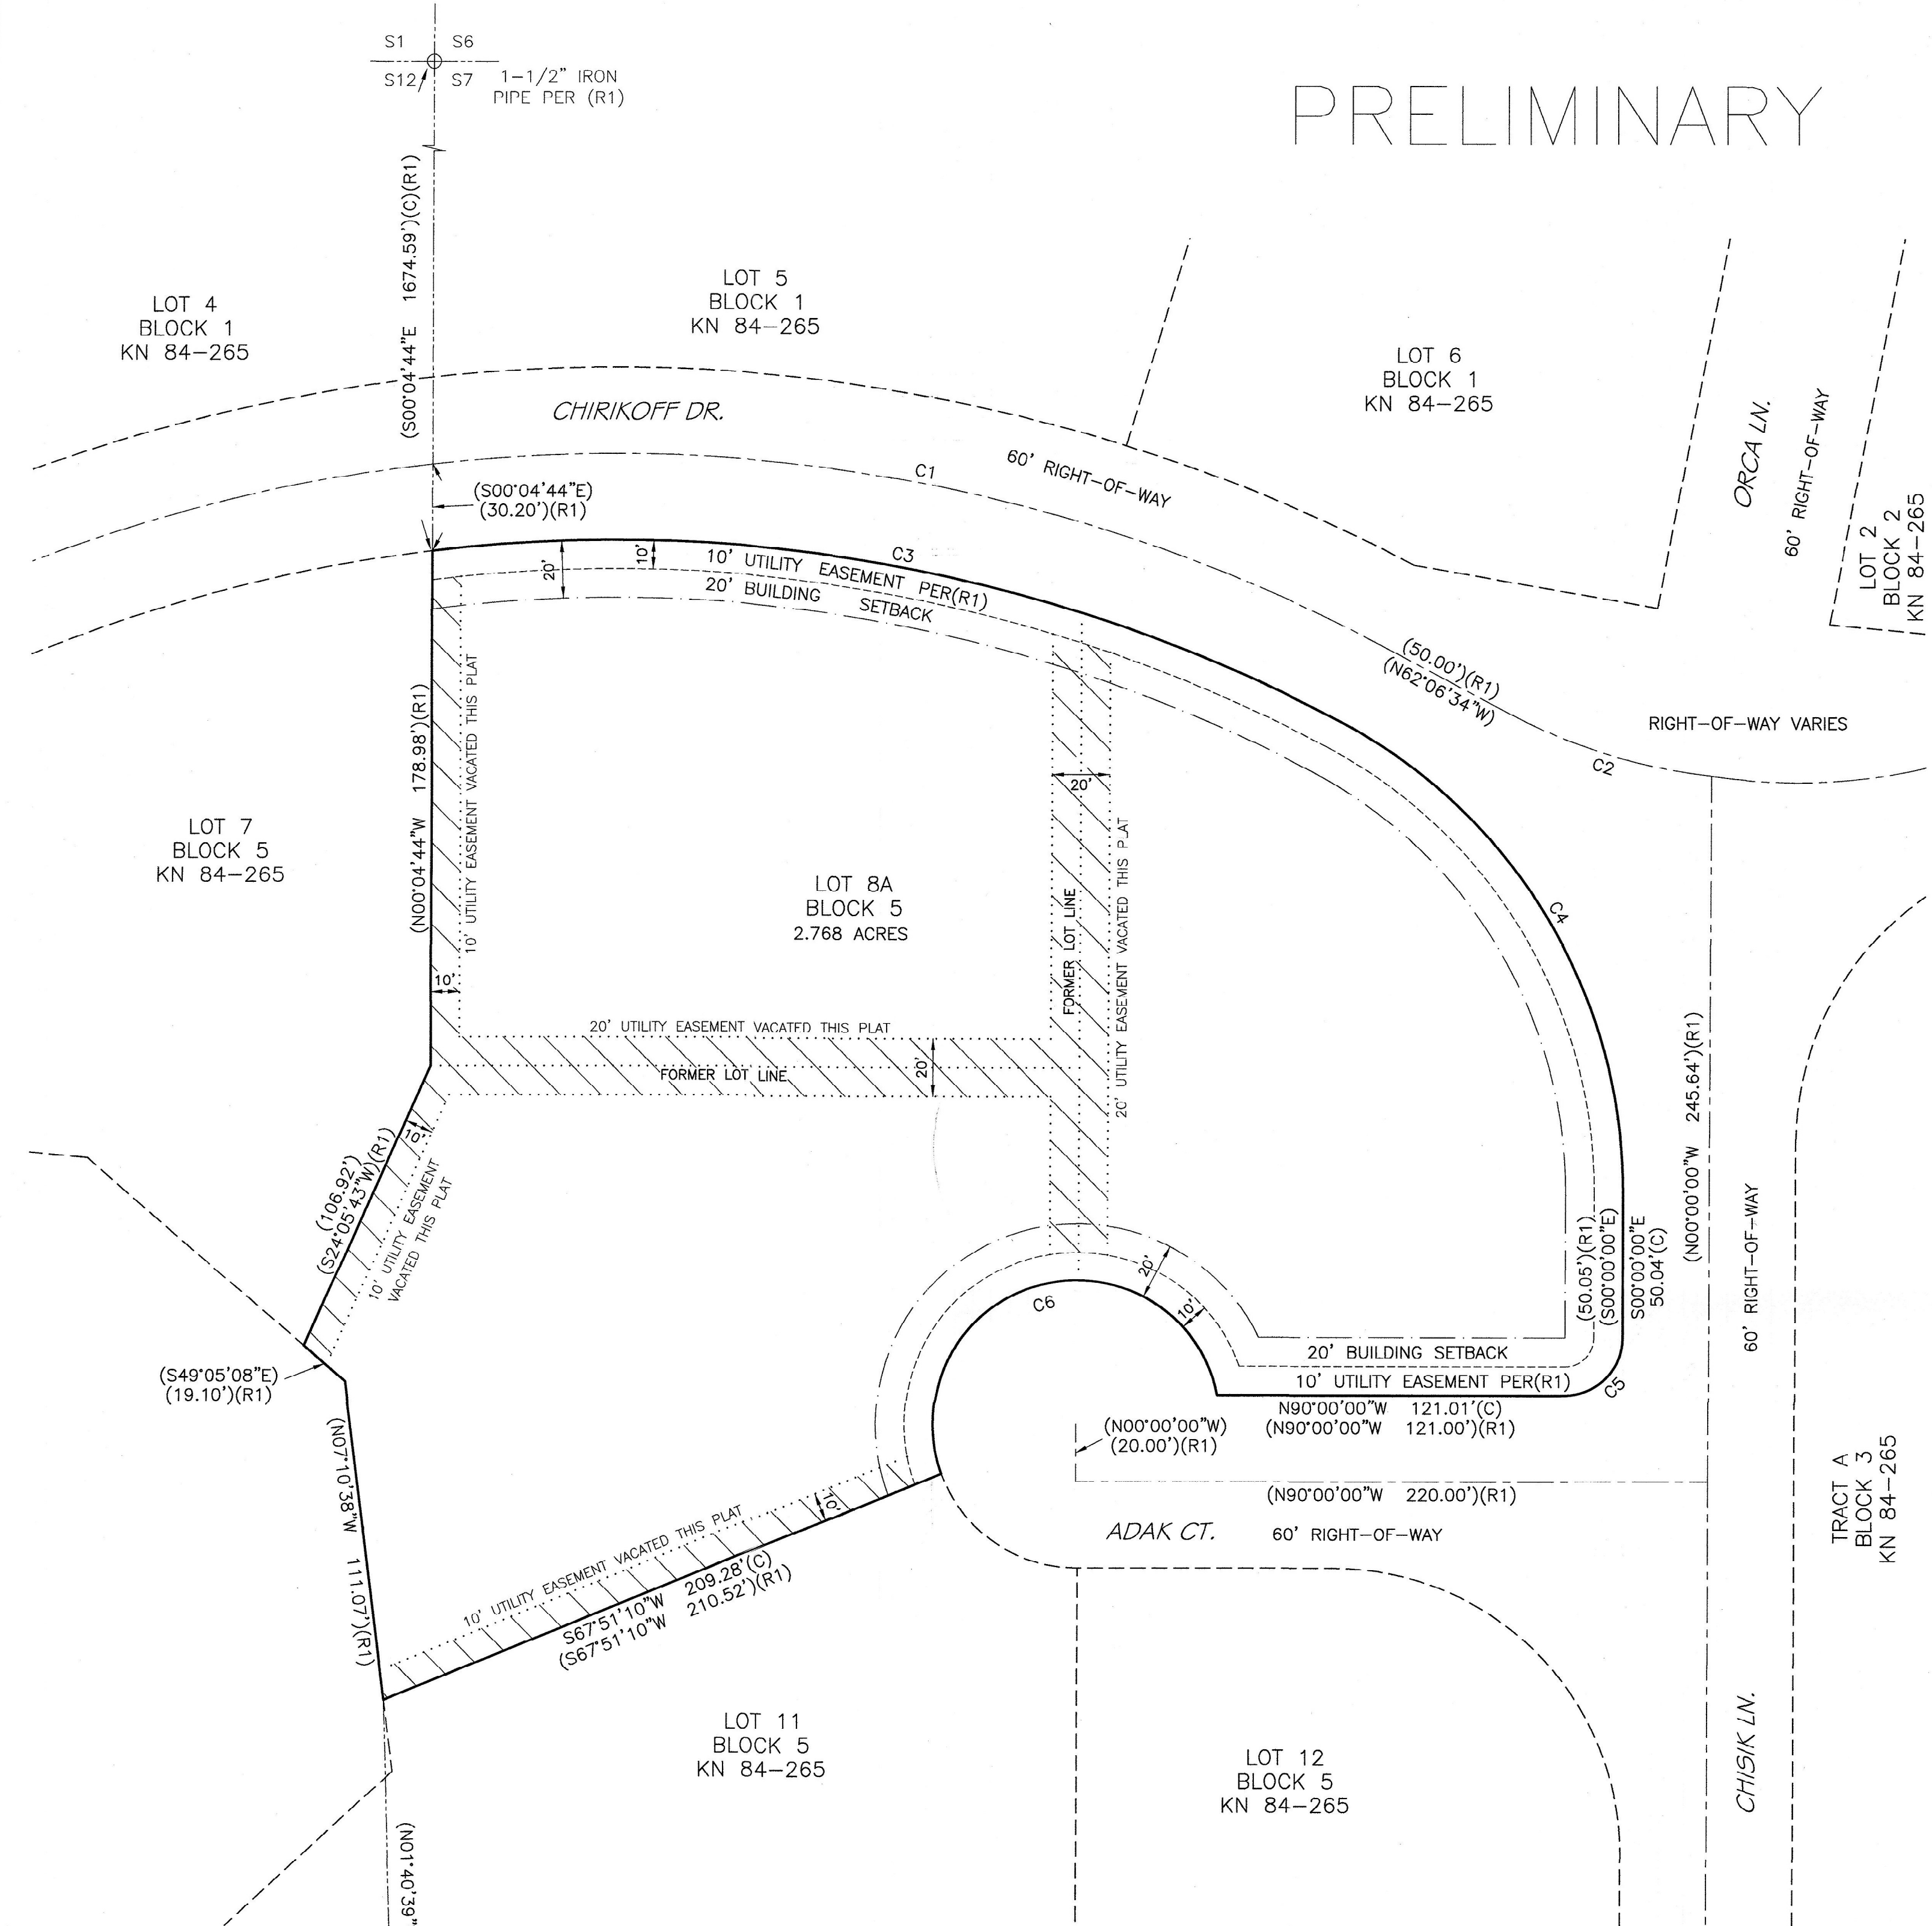 S1
S6
S12
S7
1-1/2" IRON
PIPE PER (R1)
PRELIMINARY
(S00°04'44"E 1674.59')(C)(R1)
LOT 4
BLOCK 1
KN 84-265
LOT 5
BLOCK 1
KN 84-265
LOT 6
BLOCK 1
KN 84-265
CHIRIKOFF DR.
C1
60' RIGHT-OF-WAY
ORCA LN.
60' RIGHT-OF-WAY
LOT 2
BLOCK 2
KN 84-265
(S00°04'44"E)
(30.20')(R1)
C3
20'
10'
10' UTILITY EASEMENT PER(R1)
20' BUILDING SETBACK
(50.00')(R1)
(N62°06'34"W)
RIGHT-OF-WAY VARIES
C2
(N00°04'44"W 178.98')(R1)
10' UTILITY EASEMENT VACATED THIS PLAT
20'
LOT 7
BLOCK 5
KN 84-265
LOT 8A
BLOCK 5
2.768 ACRES
FORMER LOT LINE
20' UTILITY EASEMENT VACATED THIS PLAT
C4
10'
20' UTILITY EASEMENT VACATED THIS PLAT
FORMER LOT LINE
20'
(N00°00'00"W 245.64')(R1)
10'
(106.92')
(S24°05'43"W)(R1)
10' UTILITY EASEMENT
VACATED THIS PLAT
(50.05')(R1)
(S00°00'00"E)
S00°00'00"E
50.04'(C)
60' RIGHT-OF-WAY
20'
10'
C6
20' BUILDING SETBACK
10' UTILITY EASEMENT PER(R1)
C5
(S49°05'08"E)
(19.10')(R1)
N90°00'00"W 121.01'(C)
(N90°00'00"W 121.00')(R1)
(N00°00'00"W)
(20.00')(R1)
(N07°10'38"W 111.07')(R1)
(N90°00'00"W 220.00')(R1)
10'
10' UTILITY EASEMENT VACATED THIS PLAT
S67°51'10"W 209.28'(C)
(S67°51'10"W 210.52')(R1)
ADAK CT.
60' RIGHT-OF-WAY
TRACT A
BLOCK 3
KN 84-265
LOT 11
BLOCK 5
KN 84-265
LOT 12
BLOCK 5
KN 84-265
CHISIK LN.
(N01°40'39"